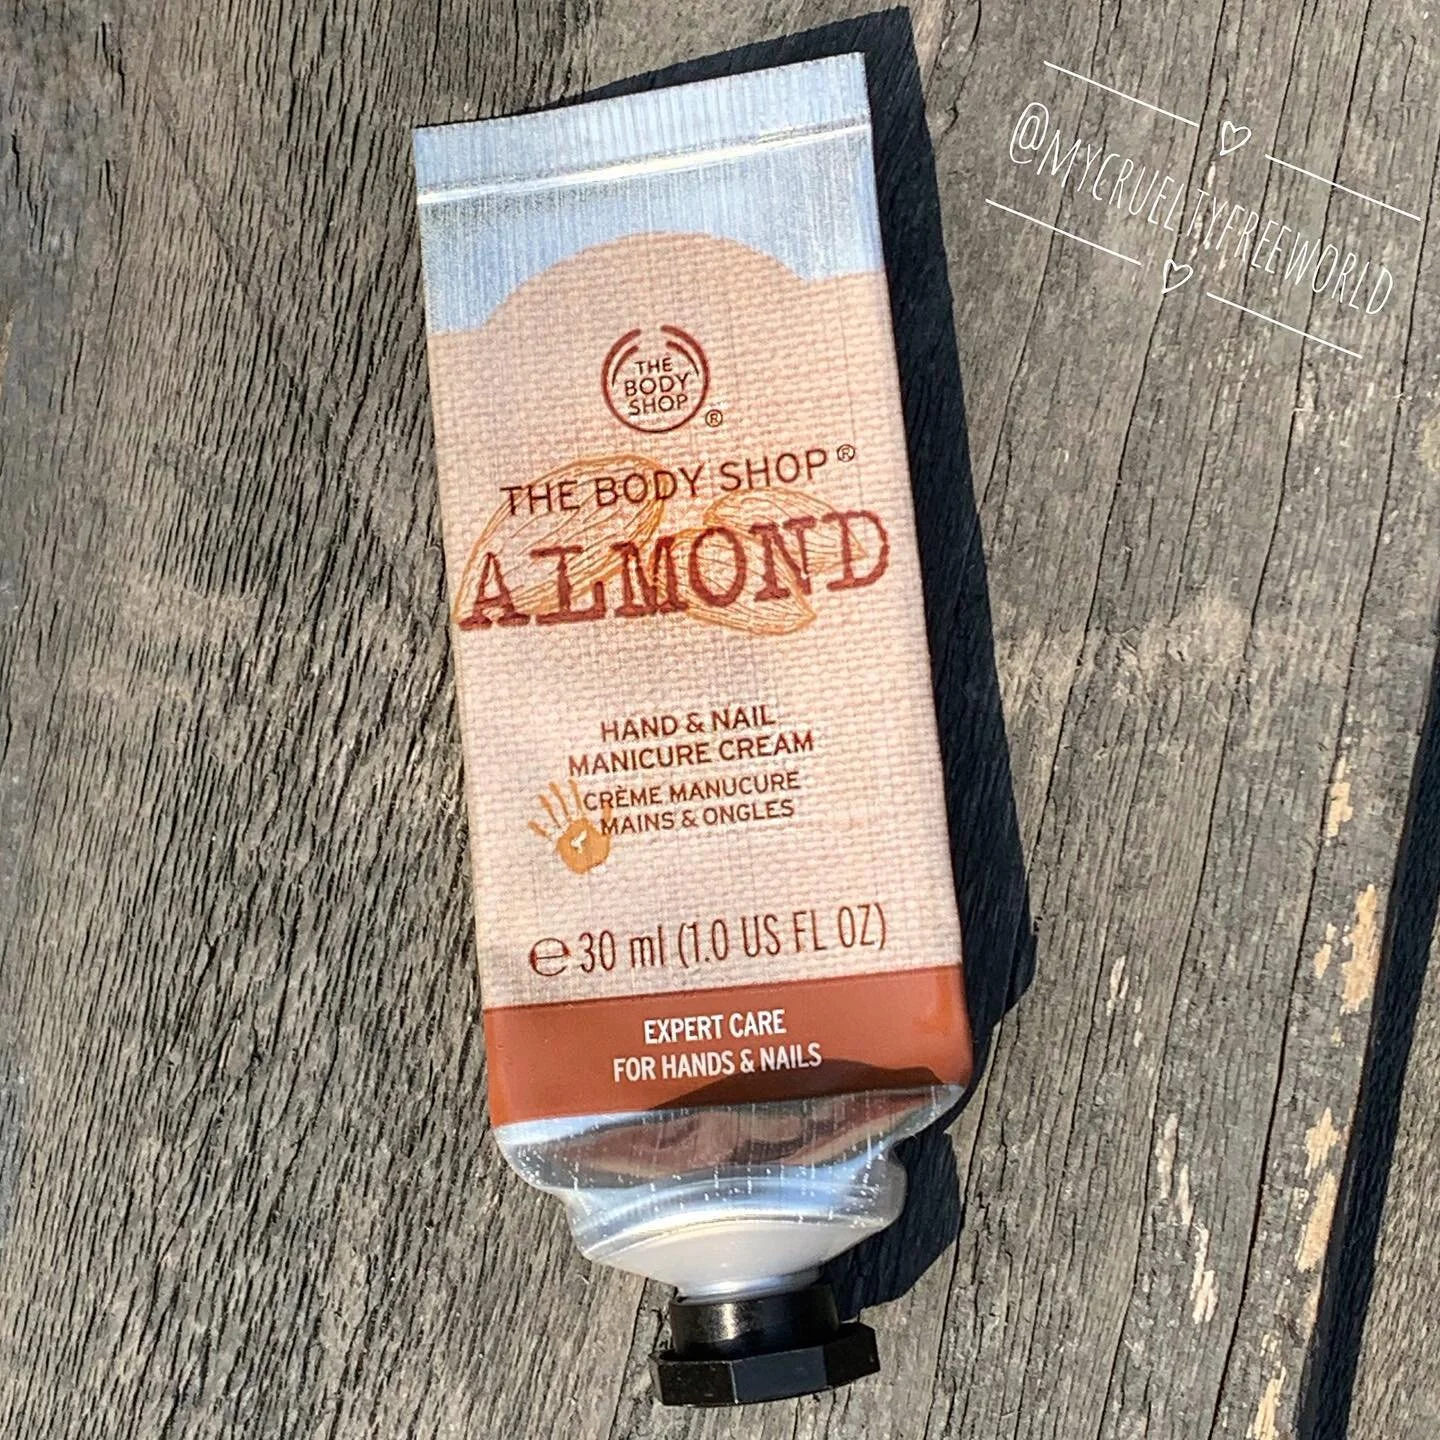 @MYCRUELTYFREEWORLD
THE
BODY
SHOP
®
THE BODY SHOP®
ALMOND
HAND & NAIL
MANICURE CREAM
CRÈME MANUCURE
MAINS & ONGLES
℮ 30 ml (1.0 US FL OZ)
EXPERT CARE
FOR HANDS & NAILS